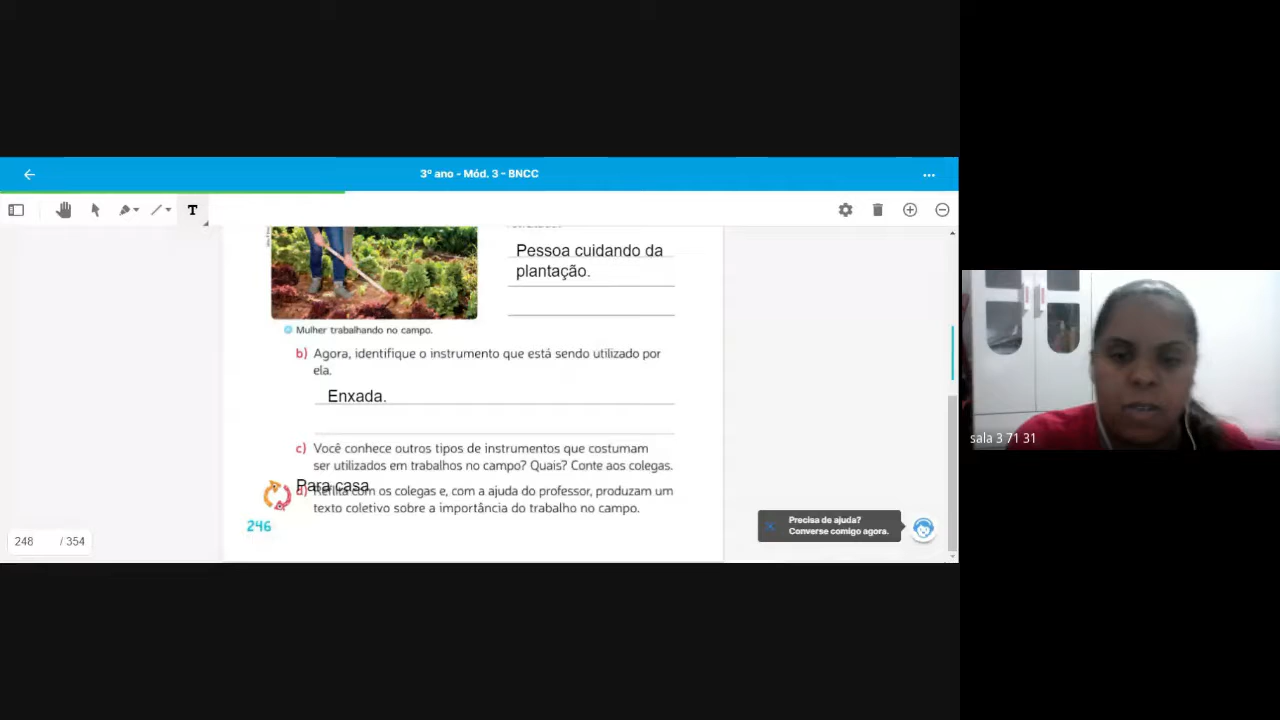 3º ano - Mód. 3 - BNCC
T
Pessoa cuidando da
plantação.
Mulher trabalhando no campo.
b) Agora, identifique o instrumento que está sendo utilizado por
ela.
Enxada.
c) Você conhece outros tipos de instrumentos que costumam
ser utilizados em trabalhos no campo? Quais? Conte aos colegas.
Para casa
d) Reflita com os colegas e, com a ajuda do professor, produzam um
texto coletivo sobre a importância do trabalho no campo.
246
248 / 354
Precisa de ajuda?
Converse comigo agora.
sala 3 71 31